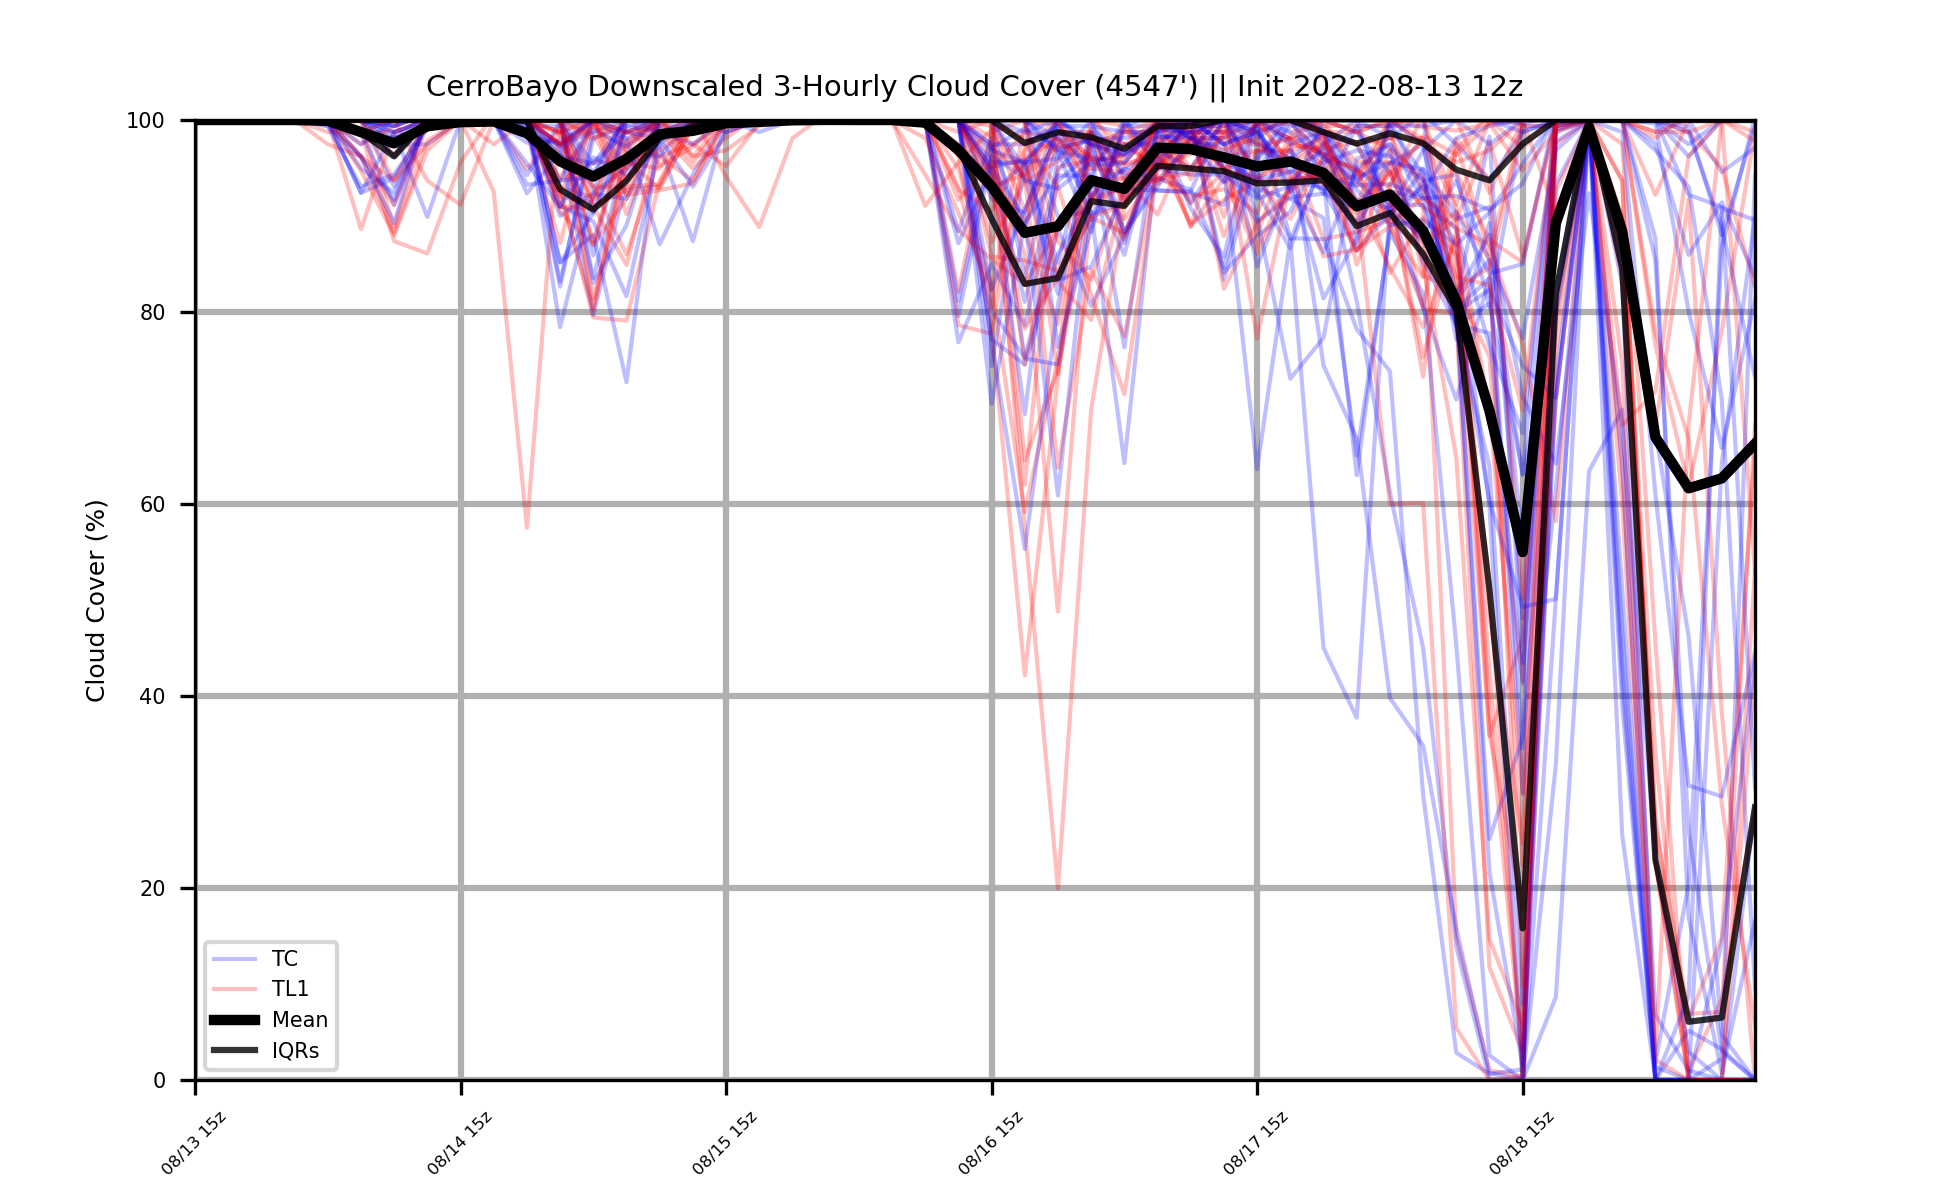 CerroBayo Downscaled 3-Hourly Cloud Cover (4547') || Init 2022-08-13 12z
Cloud Cover (%)
100
80
60
40
20
0
TC
TL1
Mean
IQRs
08/13 15z
08/14 15z
08/15 15z
08/16 15z
08/17 15z
08/18 15z